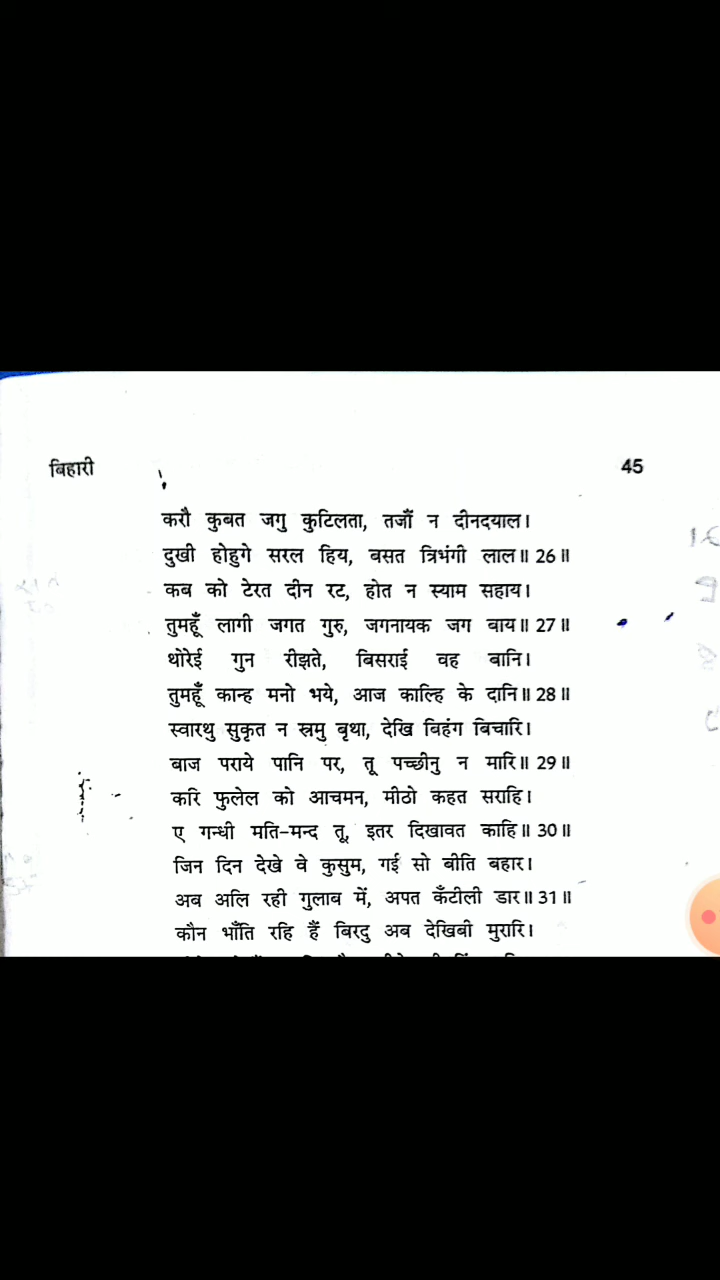 बिहारी 45
करौ कुबत जगु कुटिलता, तजौं न दीनदयाल।
दुखी होहुगे सरल हिय, बसत त्रिभंगी लाल॥ 26॥
कब को टेरत दीन रट, होत न स्याम सहाय।
तुमहूँ लागी जगत गुरु, जगनायक जग बाय॥ 27॥
थोरेई गुन रीझते, बिसराई वह बानि।
तुमहूँ कान्ह मनो भये, आज काल्हि के दानि॥ 28॥
स्वारथु सुकृत न स्रमु बृथा, देखि बिहंग बिचारि।
बाज पराये पानि पर, तू पच्छीनु न मारि॥ 29॥
करि फुलेल को आचमन, मीठो कहत सराहि।
ए गन्धी मति-मन्द तू, इतर दिखावत काहि॥ 30॥
जिन दिन देखे वे कुसुम, गई सो बीति बहार।
अब अलि रही गुलाब में, अपत कँटीली डार॥ 31॥
कौन भाँति रहि हैं बिरदु अब देखिबी मुरारि।